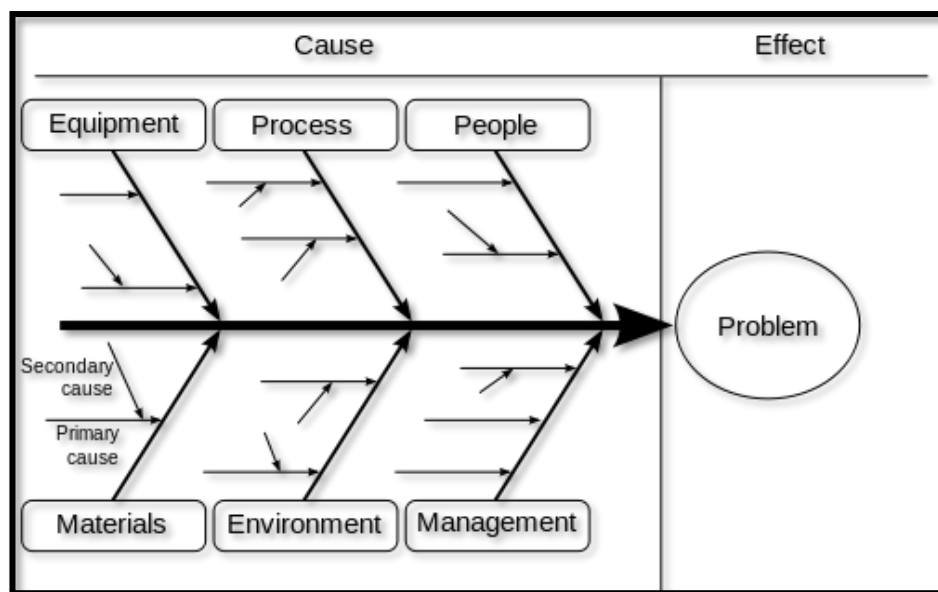 Cause
Effect
Equipment
Process
People
Problem
Secondary
cause
Primary
cause
Materials
Environment
Management